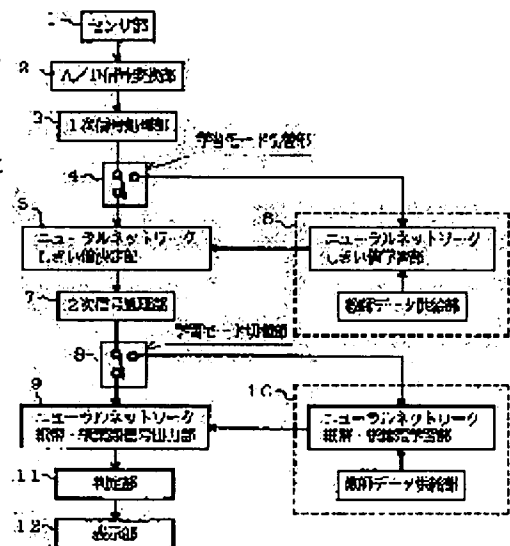 1
センサ部
2
A/D信号変換部
3
1次信号処理部
学習モード切替部
4
5
ニューラルネットワーク
しきい値決定部
6
ニューラルネットワーク
しきい値学習部
教師データ供給部
7
2次信号処理部
学習モード切替部
8
9
ニューラルネットワーク
10
ニューラルネットワーク
教師データ供給部
11
判定部
12
表示部